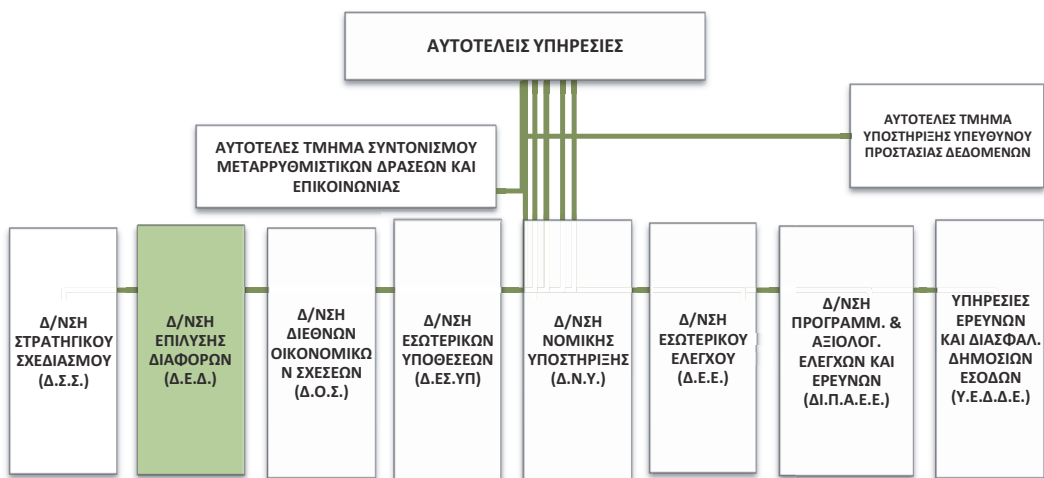 ΑΥΤΟΤΕΛΕΙΣ ΥΠΗΡΕΣΙΕΣ
ΑΥΤΟΤΕΛΕΣ ΤΜΗΜΑ ΣΥΝΤΟΝΙΣΜΟΥ
ΜΕΤΑΡΡΥΘΜΙΣΤΙΚΩΝ ΔΡΑΣΕΩΝ ΚΑΙ
ΕΠΙΚΟΙΝΩΝΙΑΣ
ΑΥΤΟΤΕΛΕΣ ΤΜΗΜΑ
ΥΠΟΣΤΗΡΙΞΗΣ ΥΠΕΥΘΥΝΟΥ
ΠΡΟΣΤΑΣΙΑΣ ΔΕΔΟΜΕΝΩΝ
Δ/ΝΣΗ
ΣΤΡΑΤΗΓΙΚΟΥ
ΣΧΕΔΙΑΣΜΟΥ
(Δ.Σ.Σ.)
Δ/ΝΣΗ
ΕΠΙΛΥΣΗΣ
ΔΙΑΦΟΡΩΝ
(Δ.Ε.Δ.)
Δ/ΝΣΗ
ΔΙΕΘΝΩΝ
ΟΙΚΟΝΟΜΙΚΩ
Ν ΣΧΕΣΕΩΝ
(Δ.Ο.Σ.)
Δ/ΝΣΗ
ΕΣΩΤΕΡΙΚΩΝ
ΥΠΟΘΕΣΕΩΝ
(Δ.ΕΣ.ΥΠ)
Δ/ΝΣΗ
ΝΟΜΙΚΗΣ
ΥΠΟΣΤΗΡΙΞΗΣ
(Δ.Ν.Υ.)
Δ/ΝΣΗ
ΕΣΩΤΕΡΙΚΟΥ
ΕΛΕΓΧΟΥ
(Δ.Ε.Ε.)
Δ/ΝΣΗ
ΠΡΟΓΡΑΜΜ. &
ΑΞΙΟΛΟΓ.
ΕΛΕΓΧΩΝ ΚΑΙ
ΕΡΕΥΝΩΝ
(ΔΙ.Π.Α.Ε.Ε.)
ΥΠΗΡΕΣΙΕΣ
ΕΡΕΥΝΩΝ
ΚΑΙ ΔΙΑΣΦΑΛ.
ΔΗΜΟΣΙΩΝ
ΕΣΟΔΩΝ
(Υ.Ε.Δ.Δ.Ε.)